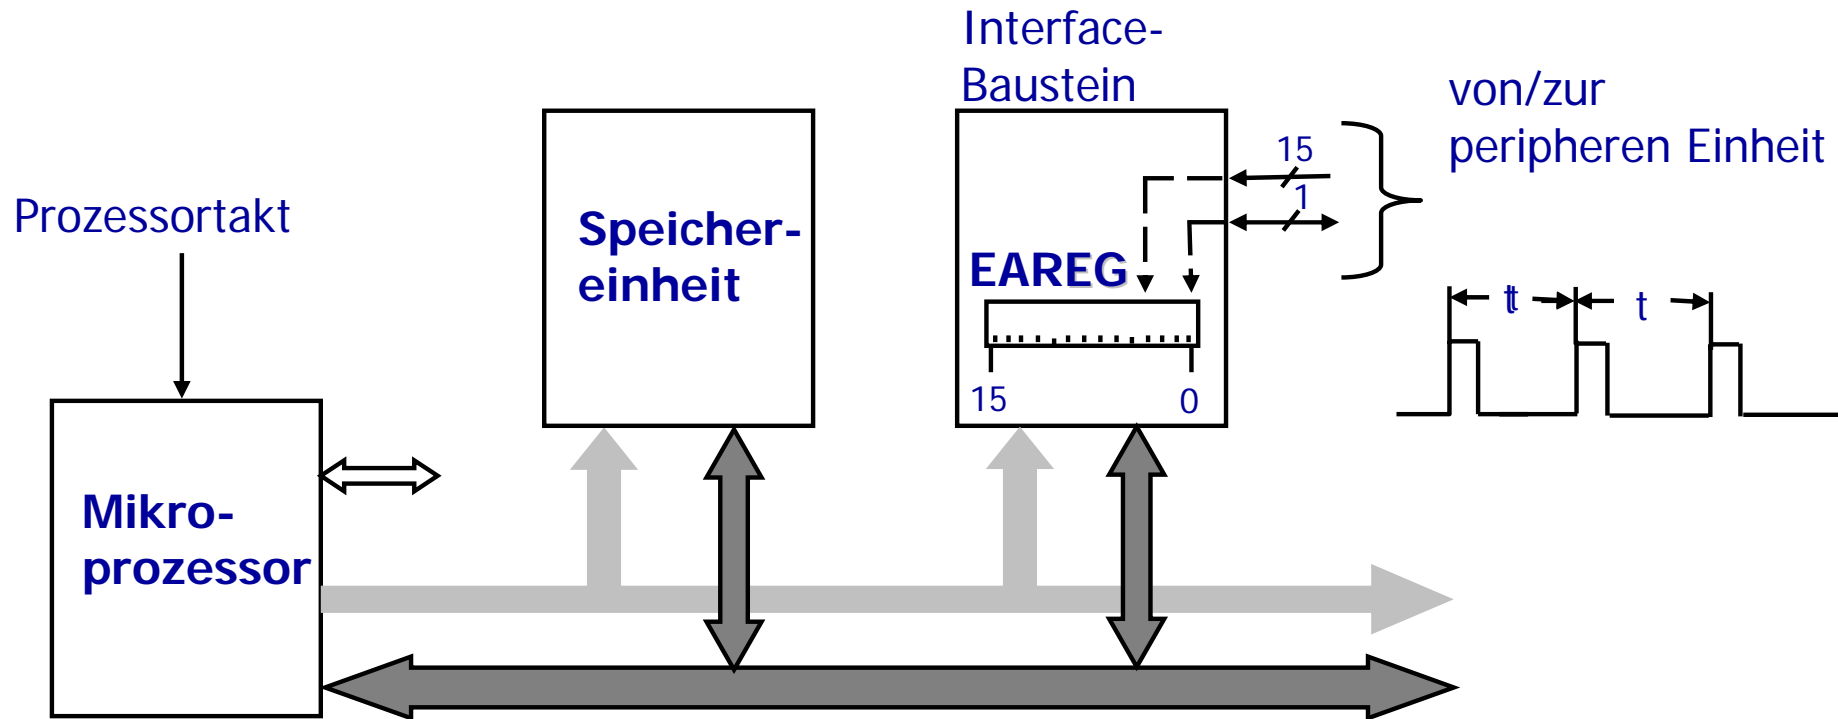 Interface-
Baustein
von/zur
peripheren Einheit
15
1
Prozessortakt
Speicher-
einheit
EAREG
t
t
15
0
Mikro-
prozessor